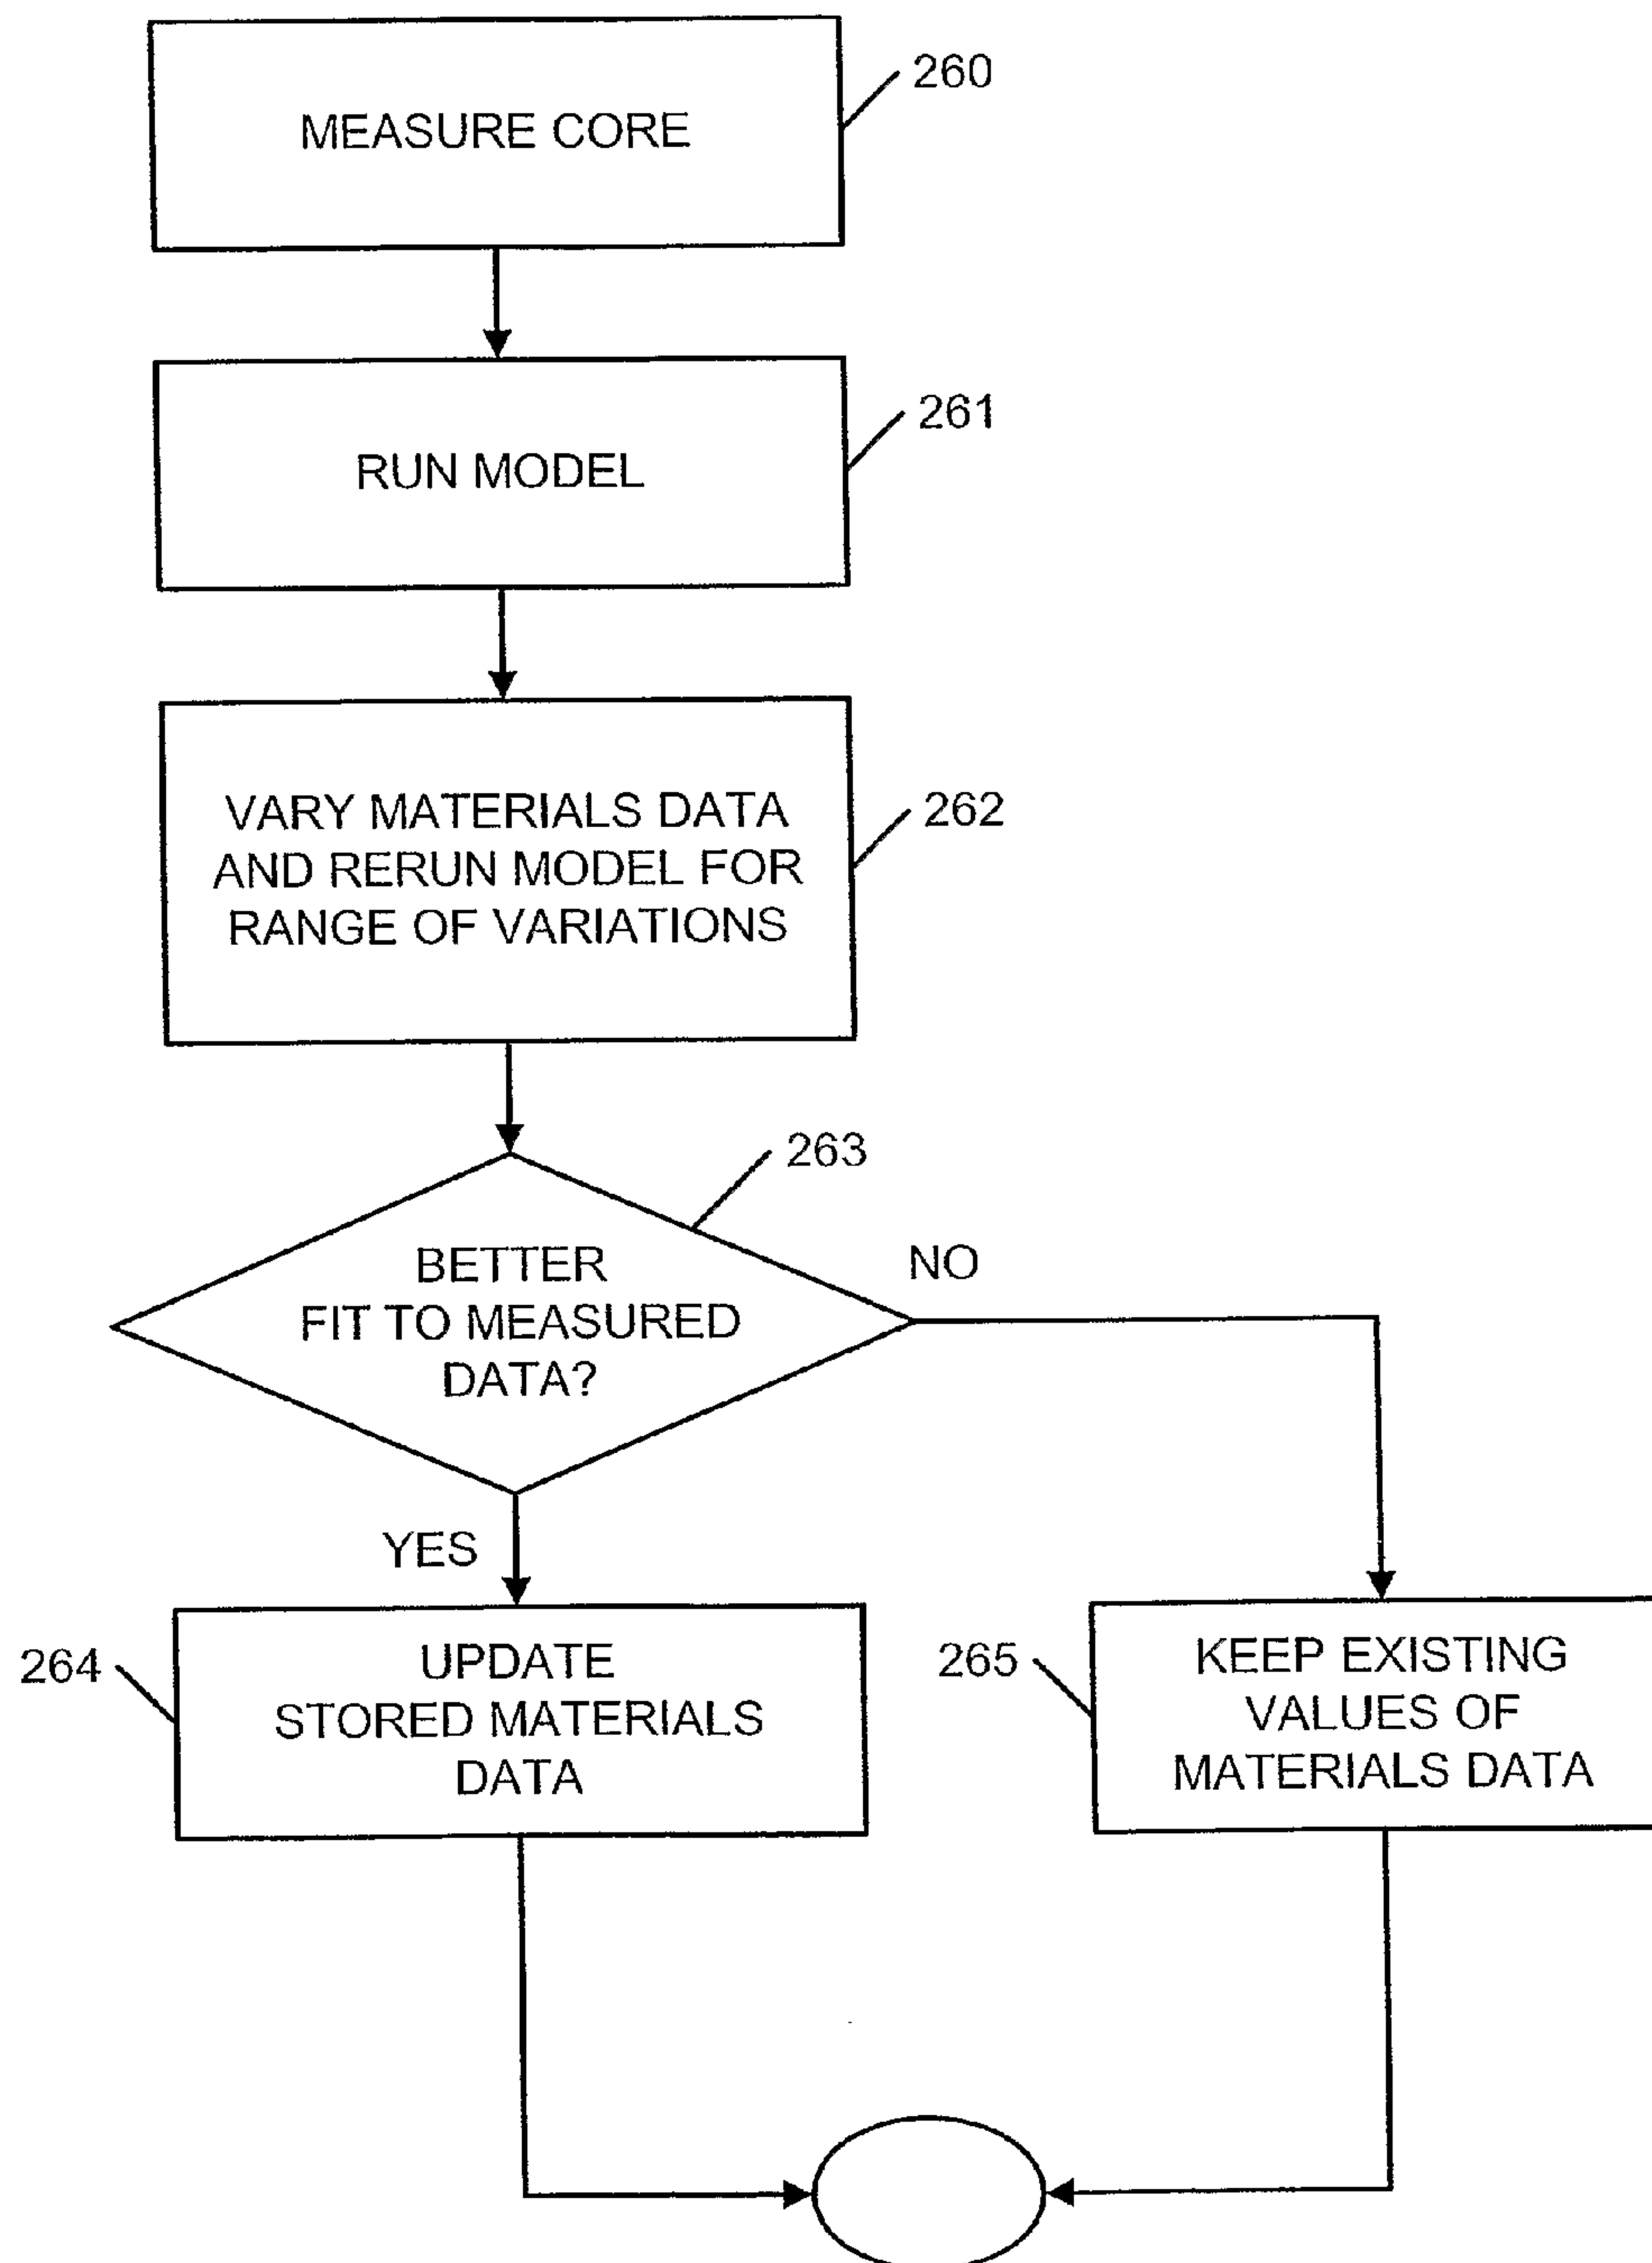 MEASURE CORE
260
RUN MODEL
261
VARY MATERIALS DATA
AND RERUN MODEL FOR
RANGE OF VARIATIONS
262
263
BETTER
FIT TO MEASURED
DATA?
NO
YES
264
UPDATE
STORED MATERIALS
DATA
265
KEEP EXISTING
VALUES OF
MATERIALS DATA